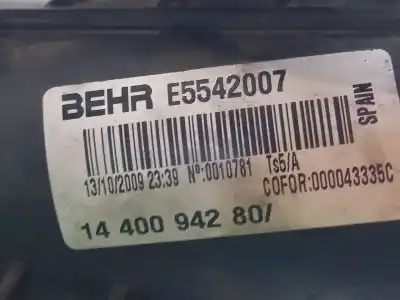 BEHR E5542007
SPAIN
13/10/2009 23:39 Nº:0010781 Ts5/A
COFOR:000043335C
14 400 942 80/